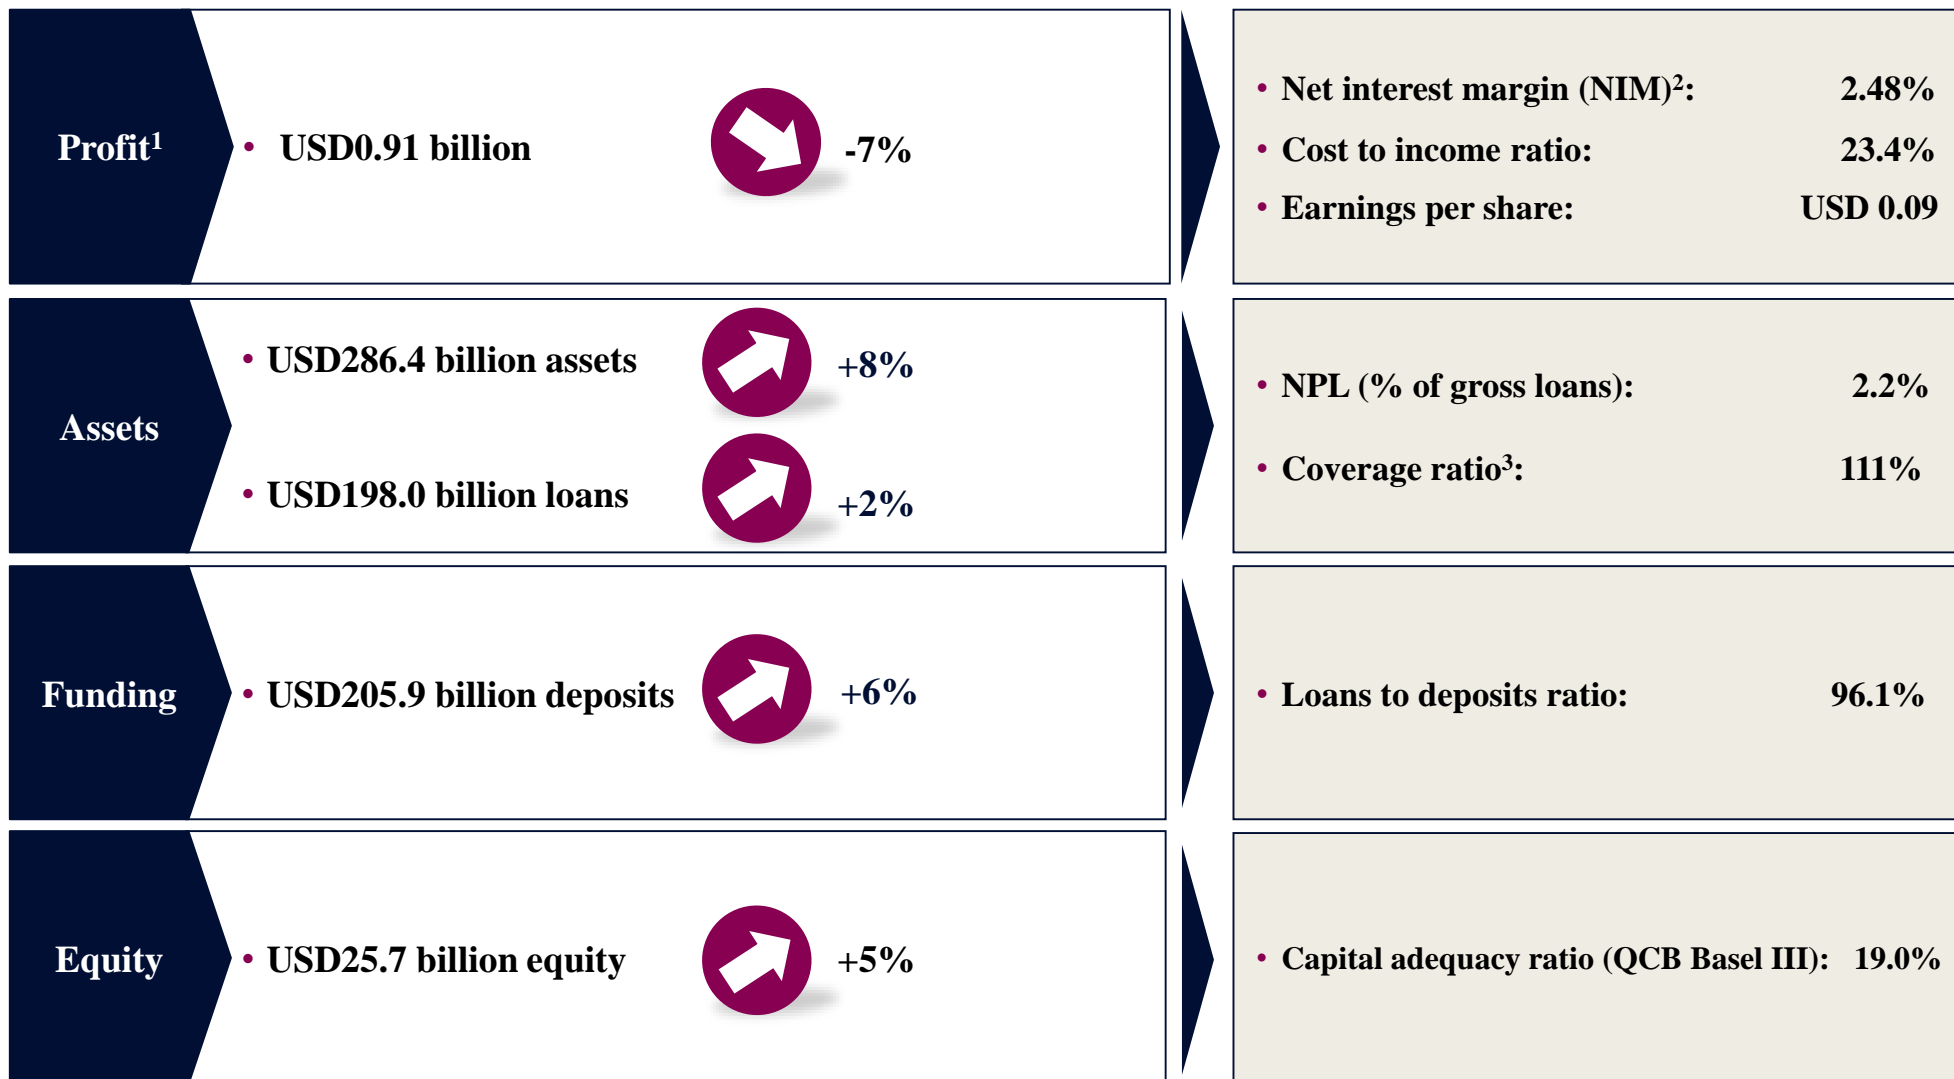 Profit¹
• USD0.91 billion
-7%
• Net interest margin (NIM)²: 2.48%
• Cost to income ratio: 23.4%
• Earnings per share: USD 0.09
Assets
• USD286.4 billion assets
+8%
• USD198.0 billion loans
+2%
• NPL (% of gross loans): 2.2%
• Coverage ratio³: 111%
Funding
• USD205.9 billion deposits
+6%
• Loans to deposits ratio: 96.1%
Equity
• USD25.7 billion equity
+5%
• Capital adequacy ratio (QCB Basel III): 19.0%